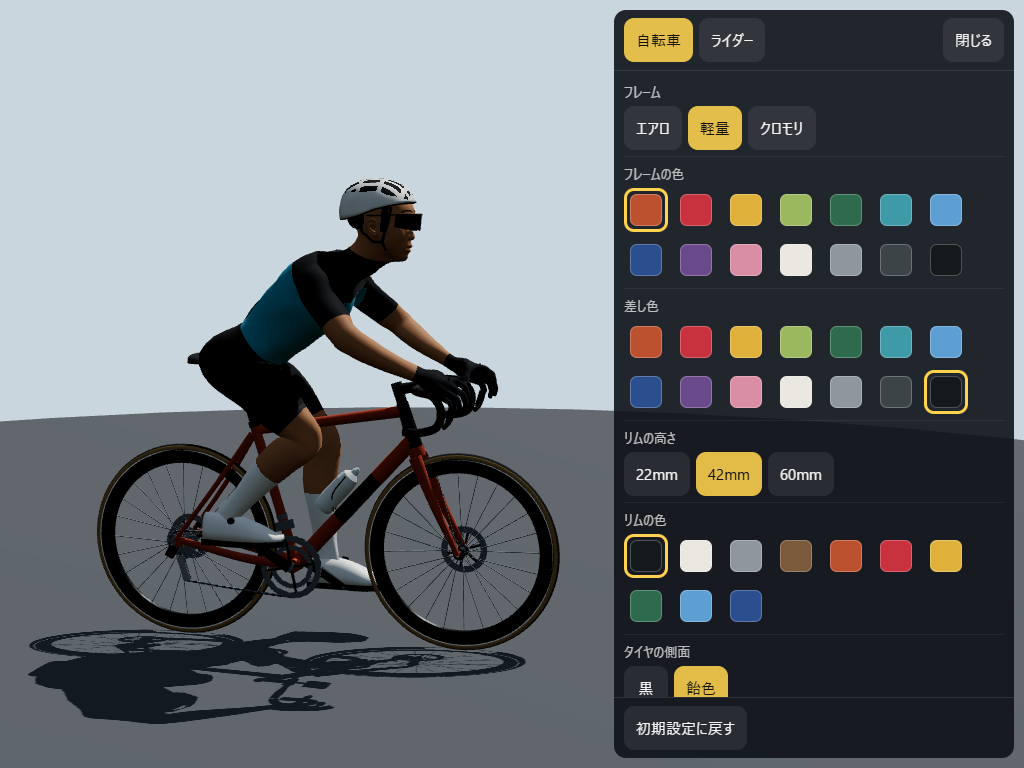 自転車 ライダー 閉じる
フレーム
エアロ 軽量 クロモリ
フレームの色
差し色
リムの高さ
22mm 42mm 60mm
リムの色
タイヤの側面
黒 飴色
初期設定に戻す